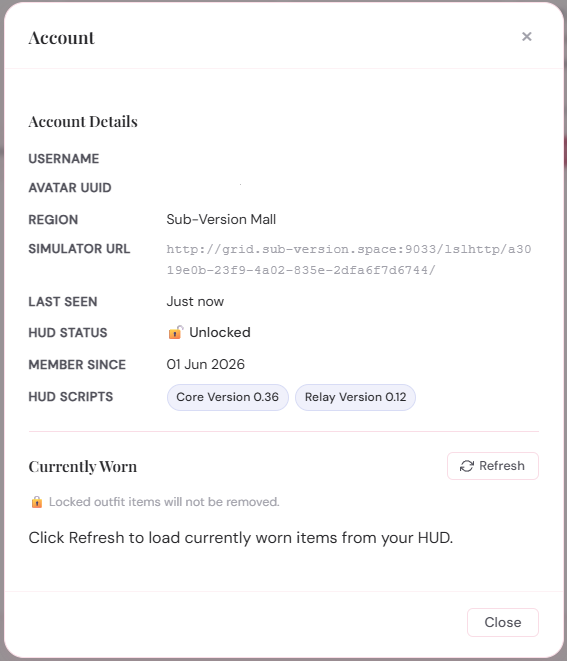 Account
×
Account Details
USERNAME
AVATAR UUID
REGION Sub-Version Mall
SIMULATOR URL http://grid.sub-version.space:9033/lslhttp/a30
19e0b-23f9-4a02-835e-2dfa6f7d6744/
LAST SEEN Just now
HUD STATUS 🔓 Unlocked
MEMBER SINCE 01 Jun 2026
HUD SCRIPTS Core Version 0.36 Relay Version 0.12
Currently Worn Refresh
🔒 Locked outfit items will not be removed.
Click Refresh to load currently worn items from your HUD.
Close